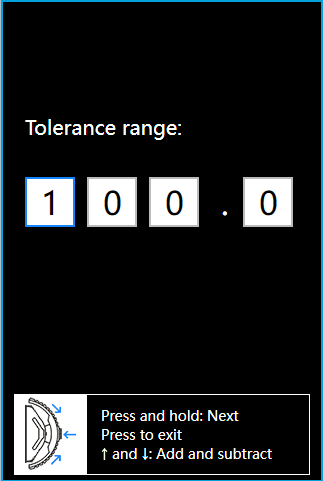 Tolerance range:
1 0 0 . 0
Press and hold: Next
Press to exit
↑ and ↓: Add and subtract